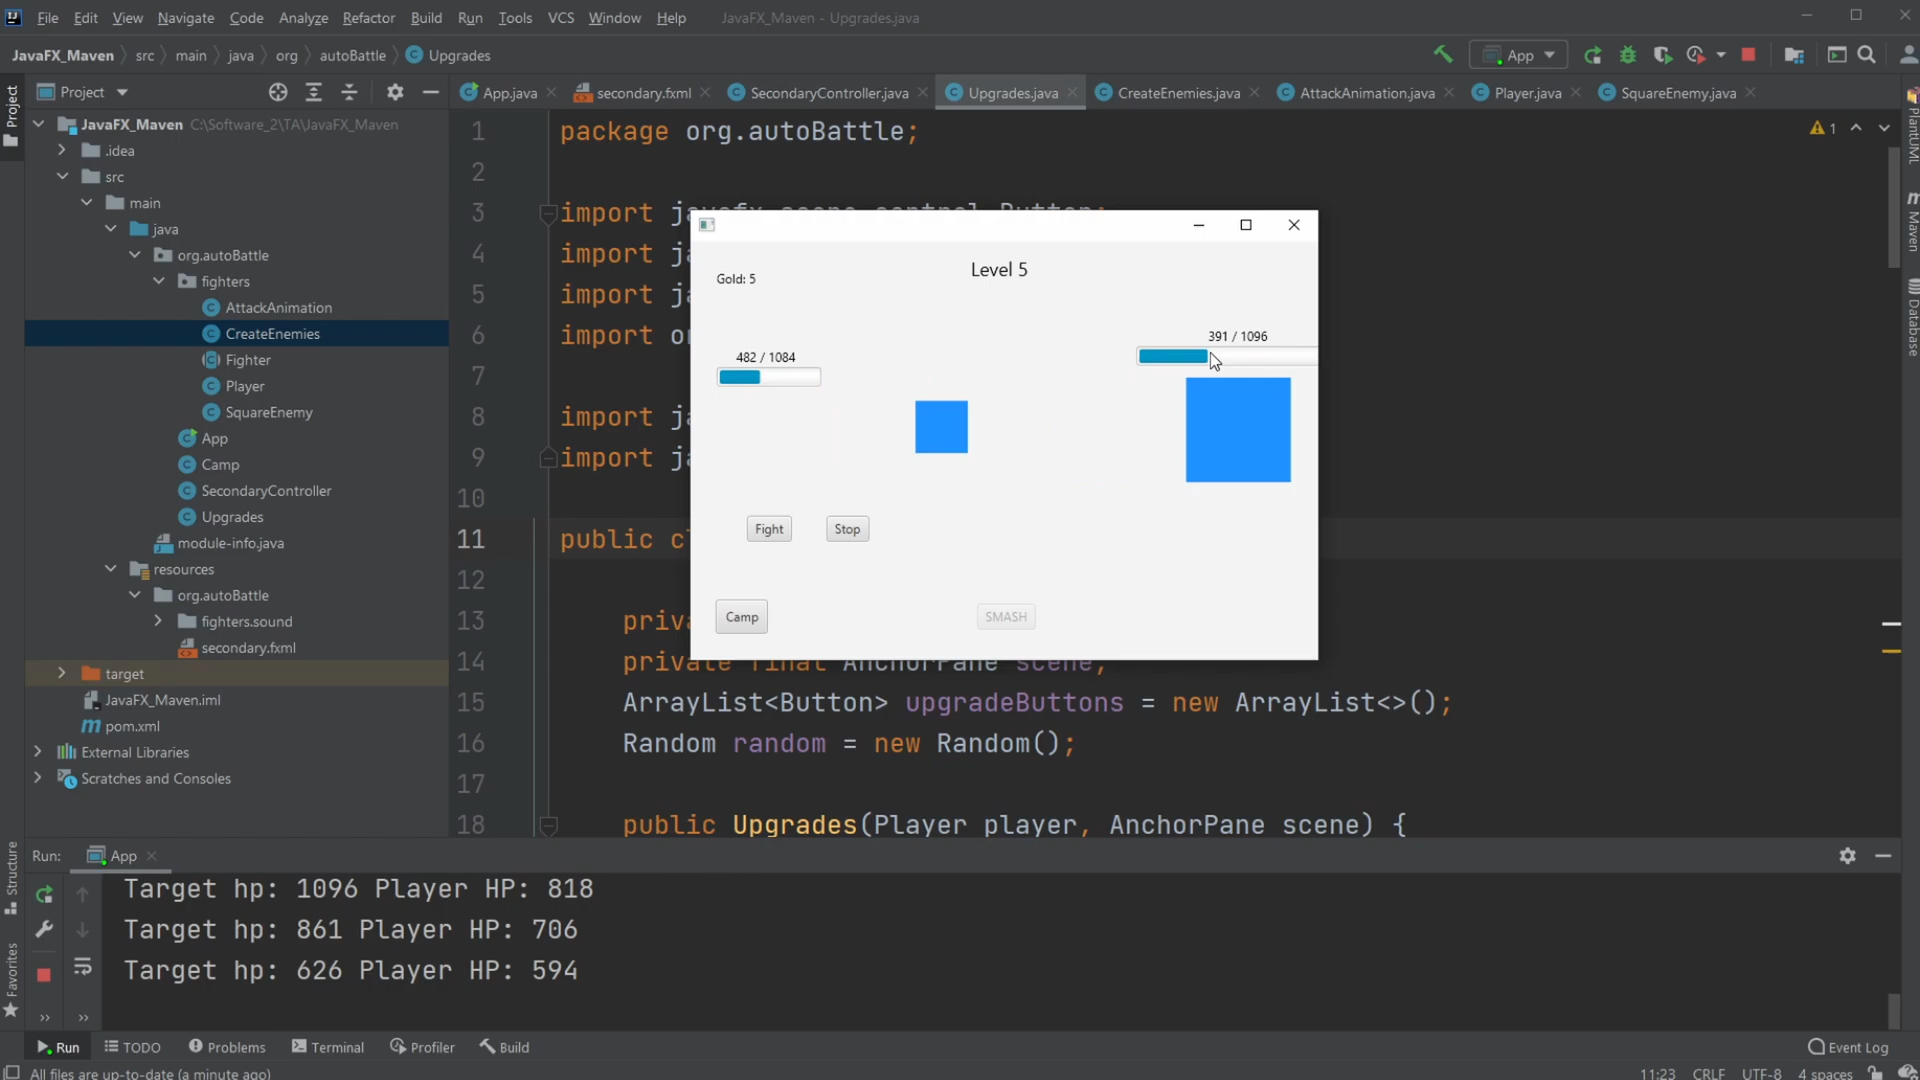 File Edit View Navigate Code Analyze Refactor Build Run Tools VCS Window Help JavaFX_Maven - Upgrades.java
JavaFX_Maven src main java org autoBattle Upgrades App
Project App.java secondary.fxml SecondaryController.java Upgrades.java CreateEnemies.java AttackAnimation.java Player.java SquareEnemy.java
Project
JavaFX_Maven C:\Software_2\TA\JavaFX_Maven
.idea
src
main
java
org.autoBattle
fighters
AttackAnimation
CreateEnemies
Fighter
Player
SquareEnemy
App
Camp
SecondaryController
Upgrades
module-info.java
resources
org.autoBattle
fighters.sound
secondary.fxml
target
JavaFX_Maven.iml
pom.xml
External Libraries
Scratches and Consoles
Structure
Favorites
1 package org.autoBattle;
2
3 import javafx.scene.control.Button;
4 import j
5 import j
6 import o
7
8 import j
9 import j
10
11 public c
12
13 priv
14 private final AnchorPane scene;
15 ArrayList<Button> upgradeButtons = new ArrayList<>();
16 Random random = new Random();
17
18 public Upgrades(Player player, AnchorPane scene) {
1
PlantUML
Maven
Database
Gold: 5
Level 5
482 / 1084
391 / 1096
Fight Stop
Camp SMASH
Run: App
Target hp: 1096 Player HP: 818
Target hp: 861 Player HP: 706
Target hp: 626 Player HP: 594
Run TODO Problems Terminal Profiler Build Event Log
All files are up-to-date (a minute ago) 11:23 CRLF UTF-8 4 spaces